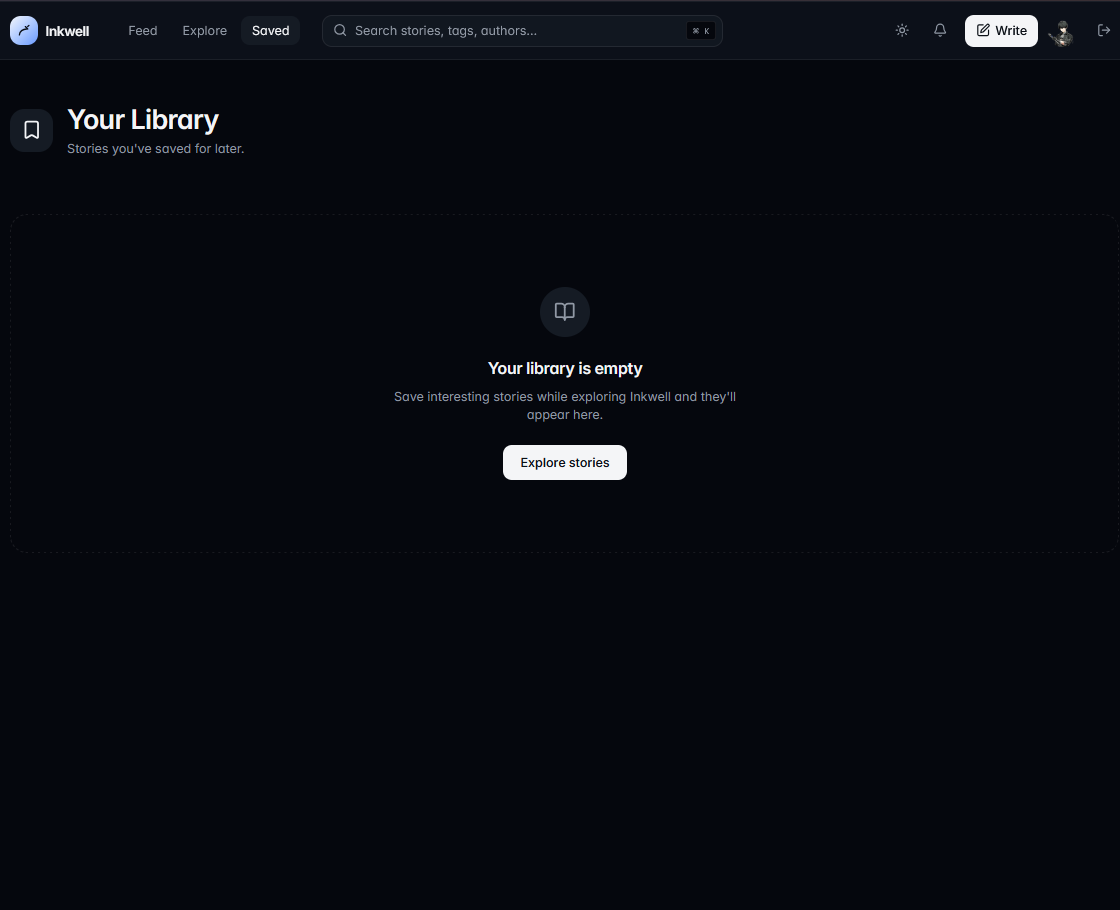 Inkwell
Feed
Explore
Saved
Search stories, tags, authors...
⌘ K
Write
Your Library
Stories you've saved for later.
Your library is empty
Save interesting stories while exploring Inkwell and they'll
appear here.
Explore stories